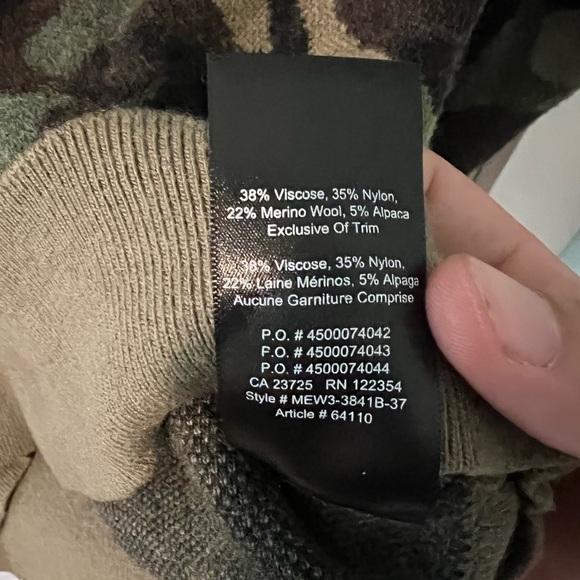 38% Viscose, 35% Nylon,
22% Merino Wool, 5% Alpaca
Exclusive Of Trim
38% Viscose, 35% Nylon,
22% Laine Mérinos, 5% Alpaga
Aucune Garniture Comprise
P.O. # 4500074042
P.O. # 4500074043
P.O. # 4500074044
CA 23725 RN 122354
Style # MEW3-3841B-37
Article # 64110